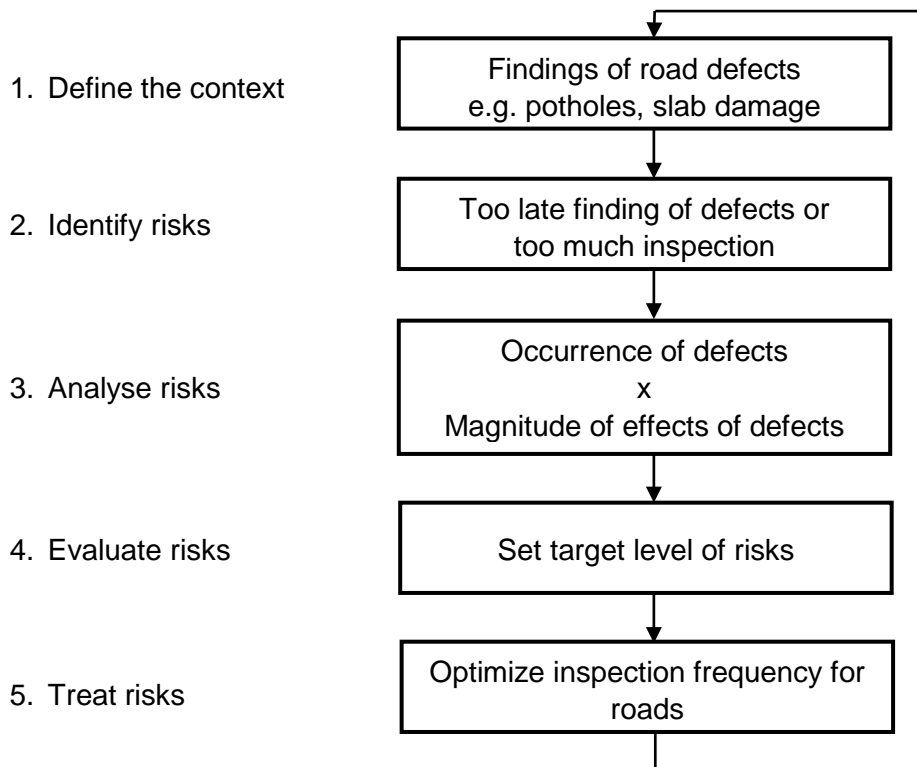 1. Define the context
Findings of road defects
e.g. potholes, slab damage
2. Identify risks
Too late finding of defects or
too much inspection
3. Analyse risks
Occurrence of defects
x
Magnitude of effects of defects
4. Evaluate risks
Set target level of risks
5. Treat risks
Optimize inspection frequency for
roads